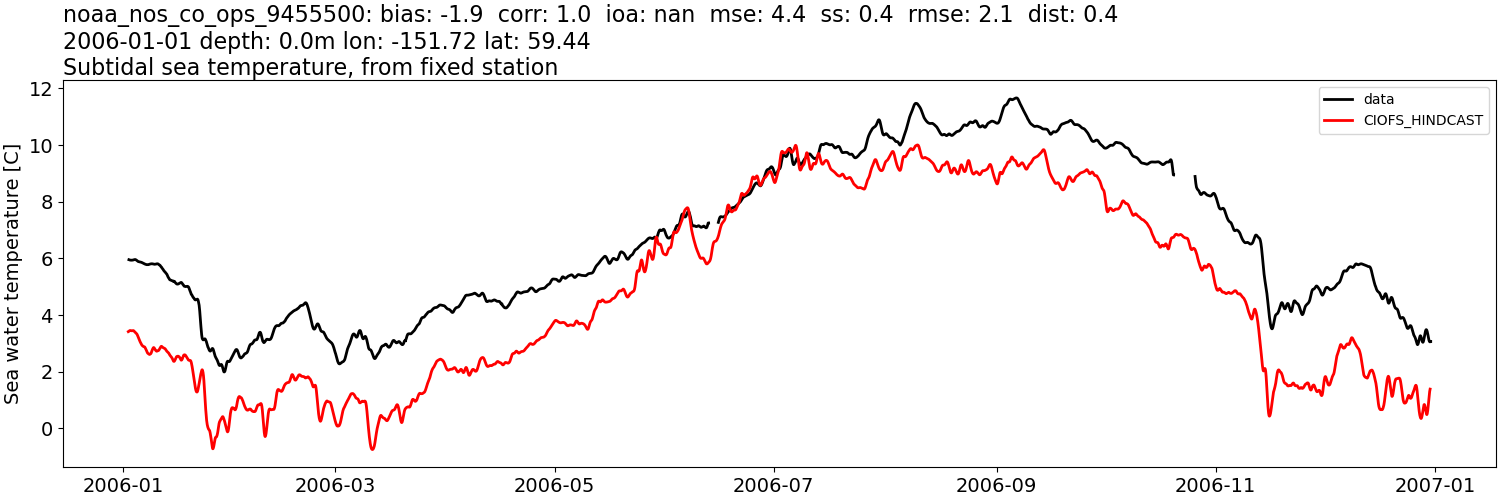 noaa_nos_co_ops_9455500: bias: -1.9  corr: 1.0  ioa: nan  mse: 4.4  ss: 0.4  rmse: 2.1  dist: 0.4
2006-01-01 depth: 0.0m lon: -151.72 lat: 59.44
Subtidal sea temperature, from fixed station
Sea water temperature [C]
12
10
8
6
4
2
0
data
CIOFS_HINDCAST
2006-01
2006-03
2006-05
2006-07
2006-09
2006-11
2007-01